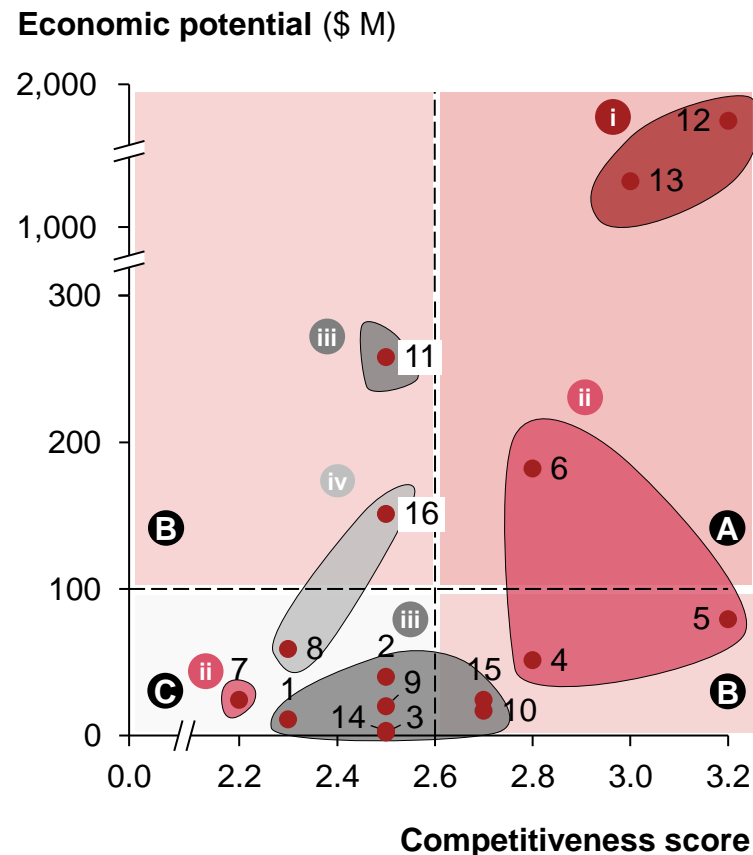 Economic potential ($ M)
2,000
i
12
13
1,000
300
iii
11
ii
200
6
iv
16
B
A
100
iii
5
8
2
4
ii
7
15
C
1
9
B
14
3
10
0
0.0
2.2
2.4
2.6
2.8
3.0
3.2
Competitiveness score